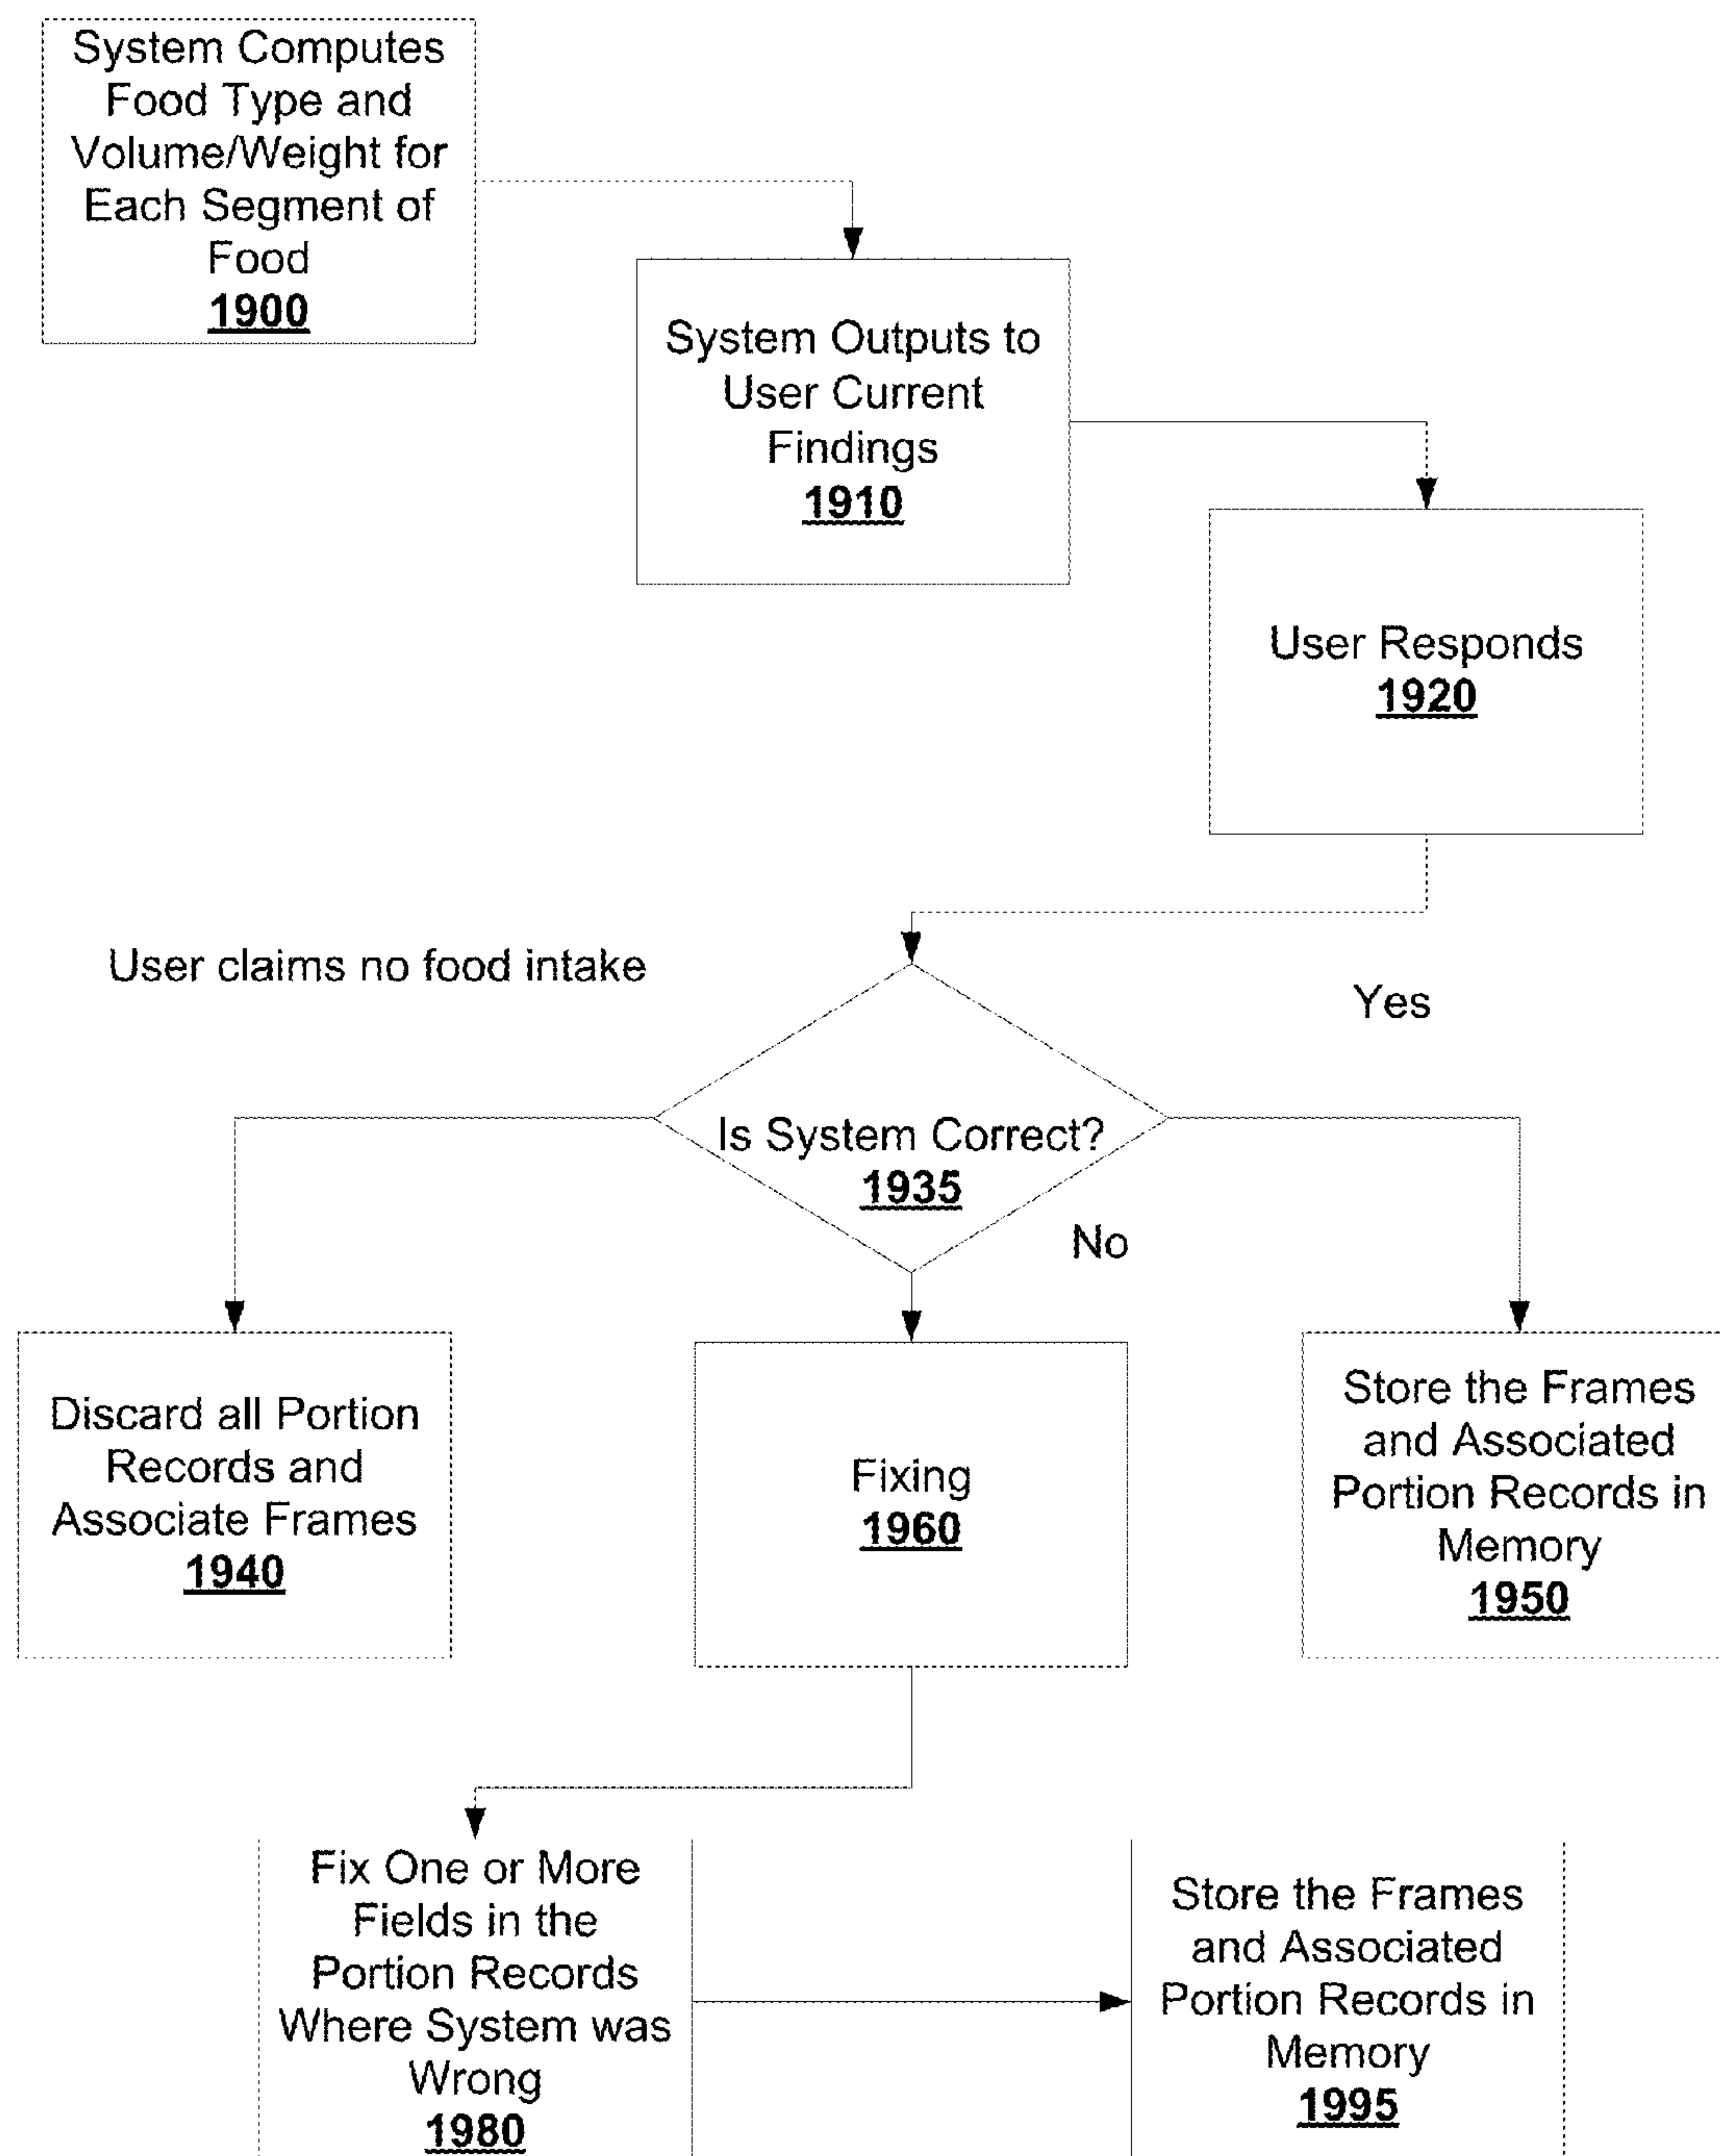 System Computes
Food Type and
Volume/Weight for
Each Segment of
Food
1900
System Outputs to
User Current
Findings
1910
User Responds
1920
User claims no food intake
Yes
Is System Correct?
1935
No
Discard all Portion
Records and
Associate Frames
1940
Fixing
1960
Store the Frames
and Associated
Portion Records in
Memory
1950
Fix One or More
Fields in the
Portion Records
Where System was
Wrong
1980
Store the Frames
and Associated
Portion Records in
Memory
1995